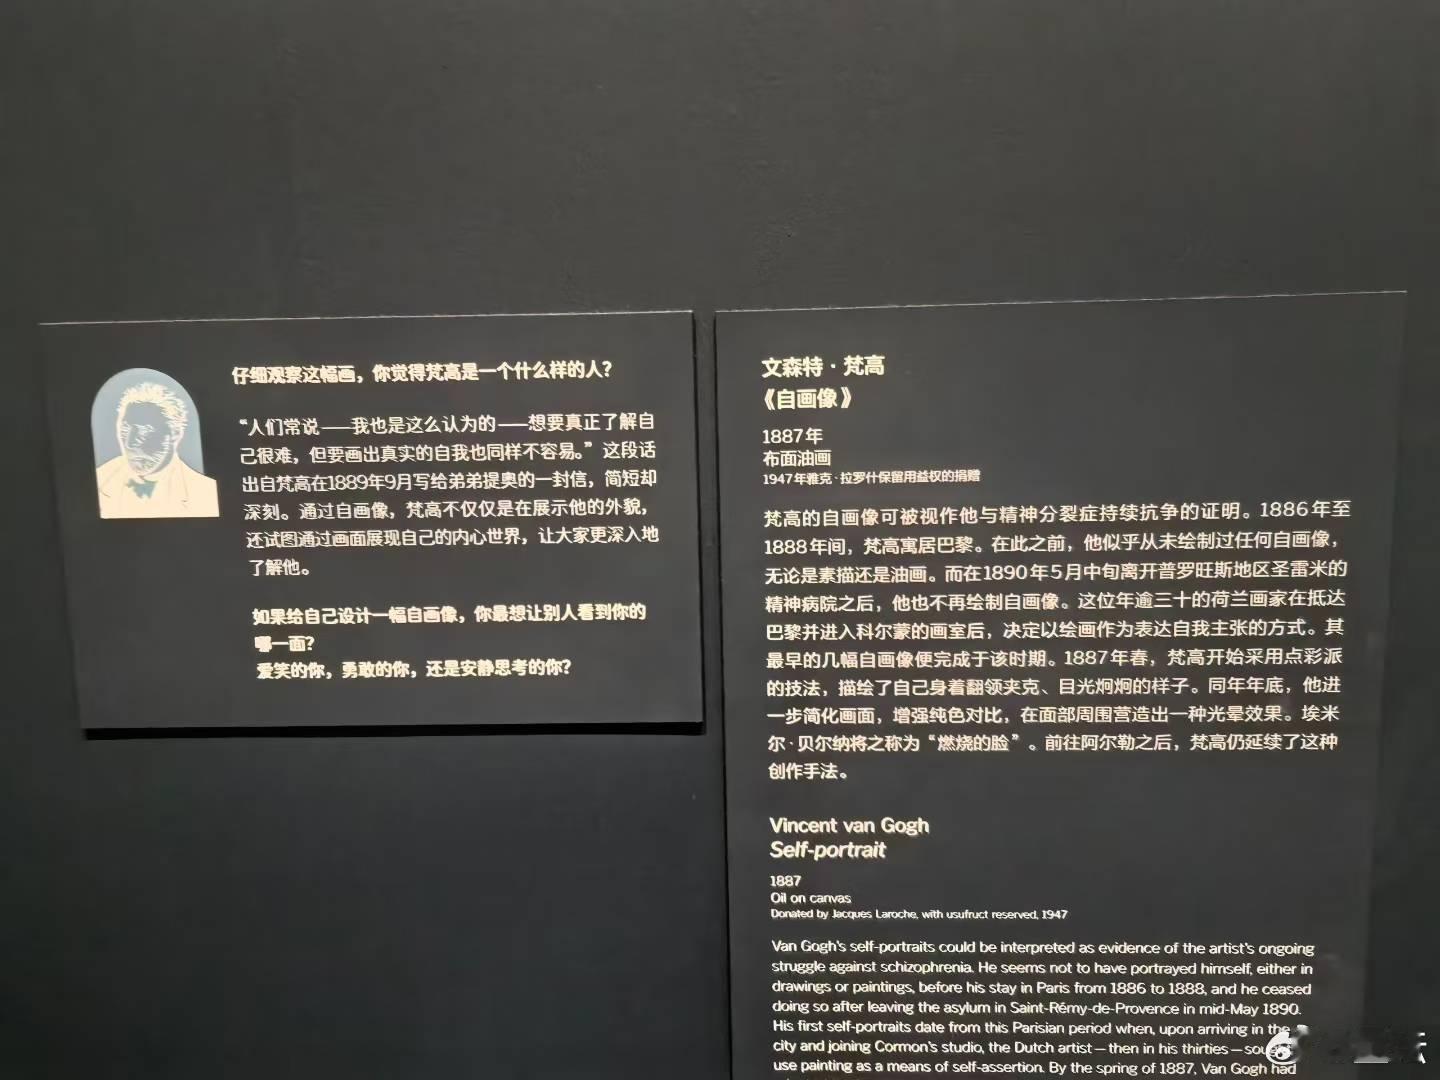 仔细观察这幅画，你觉得梵高是一个什么样的人？
“人们常说——我也是这么认为的——想要真正了解自
己很难，但要画出真实的自我也同样不容易。”这段话
出自梵高在1889年9月写给弟弟提奥的一封信，简短却
深刻。通过自画像，梵高不仅仅是在展示他的外貌，
还试图通过画面展现自己的内心世界，让大家更深入地
了解他。
如果给自己设计一幅自画像，你最想让别人看到你的
哪一面？
爱笑的你，勇敢的你，还是安静思考的你？
文森特·梵高
《自画像》
1887年
布面油画
1947年雅克·拉罗什保留用益权的捐赠
梵高的自画像可被视作他与精神分裂症持续抗争的证明。1886年至
1888年间，梵高寓居巴黎。在此之前，他似乎从未绘制过任何自画像，
无论是素描还是油画。而在1890年5月中旬离开普罗旺斯地区圣雷米的
精神病院之后，他也不再绘制自画像。这位年逾三十的荷兰画家在抵达
巴黎并进入科尔蒙的画室后，决定以绘画作为表达自我主张的方式。其
最早的几幅自画像便完成于该时期。1887年春，梵高开始采用点彩派
的技法，描绘了自己身着翻领夹克、目光炯炯的样子。同年年底，他进
一步简化画面，增强纯色对比，在面部周围营造出一种光晕效果。埃米
尔·贝尔纳将之称为“燃烧的脸”。前往阿尔勒之后，梵高仍延续了这种
创作手法。
Vincent van Gogh
Self-portrait
1887
Oil on canvas
Donated by Jacques Laroche, with usufruct reserved, 1947
Van Gogh's self-portraits could be interpreted as evidence of the artist's ongoing
struggle against schizophrenia. He seems not to have portrayed himself, either in
drawings or paintings, before his stay in Paris from 1886 to 1888, and he ceased
doing so after leaving the asylum in Saint-Rémy-de-Provence in mid-May 1890.
His first self-portraits date from this Parisian period when, upon arriving in the
city and joining Cormon's studio, the Dutch artist—then in his thirties—
use painting as a means of self-assertion. By the spring of 1887, Van Gogh had